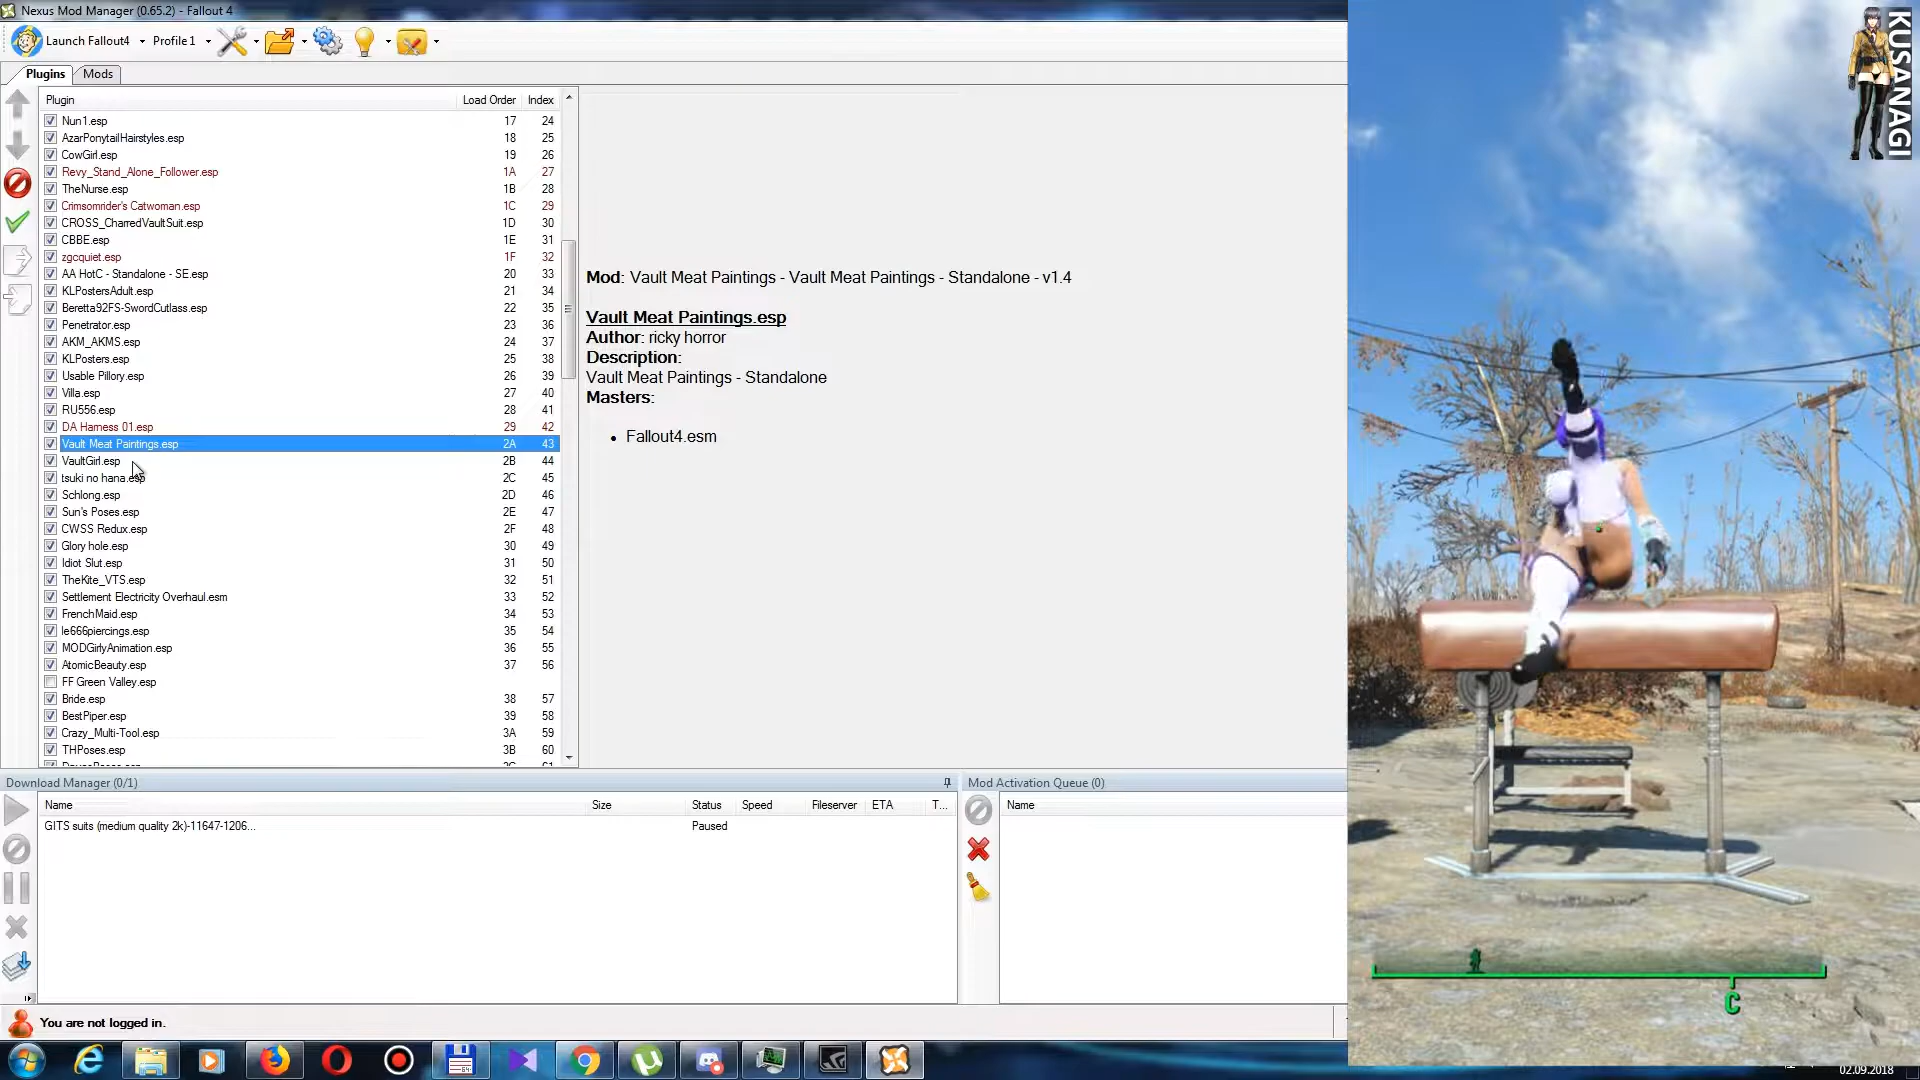 Nexus Mod Manager (0.65.2) - Fallout 4
Launch Fallout4 Profile1
Plugins Mods
Plugin Load Order Index
Nun1.esp 17 24
AzarPonytailHairstyles.esp 18 25
CowGirl.esp 19 26
Revy_Stand_Alone_Follower.esp 1A 27
TheNurse.esp 1B 28
Crimsomrider's Catwoman.esp 1C 29
CROSS_CharredVaultSuit.esp 1D 30
CBBE.esp 1E 31
zgcquiet.esp 1F 32
AA HotC - Standalone - SE.esp 20 33
KLPostersAdult.esp 21 34
Beretta92FS-SwordCutlass.esp 22 35
Penetrator.esp 23 36
AKM_AKMS.esp 24 37
KLPosters.esp 25 38
Usable Pillory.esp 26 39
Villa.esp 27 40
RU556.esp 28 41
DA Harness 01.esp 29 42
Vault Meat Paintings.esp 2A 43
VaultGirl.esp 2B 44
tsuki no hana.esp 2C 45
Schlong.esp 2D 46
Sun's Poses.esp 2E 47
CWSS Redux.esp 2F 48
Glory hole.esp 30 49
Idiot Slut.esp 31 50
TheKite_VTS.esp 32 51
Settlement Electricity Overhaul.esm 33 52
FrenchMaid.esp 34 53
le666piercings.esp 35 54
MODGirlyAnimation.esp 36 55
AtomicBeauty.esp 37 56
FF Green Valley.esp
Bride.esp 38 57
BestPiper.esp 39 58
Crazy_Multi-Tool.esp 3A 59
THPoses.esp 3B 60
Mod: Vault Meat Paintings - Vault Meat Paintings - Standalone - v1.4
Vault Meat Paintings.esp
Author: ricky horror
Description:
Vault Meat Paintings - Standalone
Masters:
• Fallout4.esm
KUSANAGI
C
Download Manager (0/1)
Name Size Status Speed Fileserver ETA T...
GITS suits (medium quality 2k)-11647-1206... Paused
Mod Activation Queue (0)
Name
You are not logged in.
02.09.2018